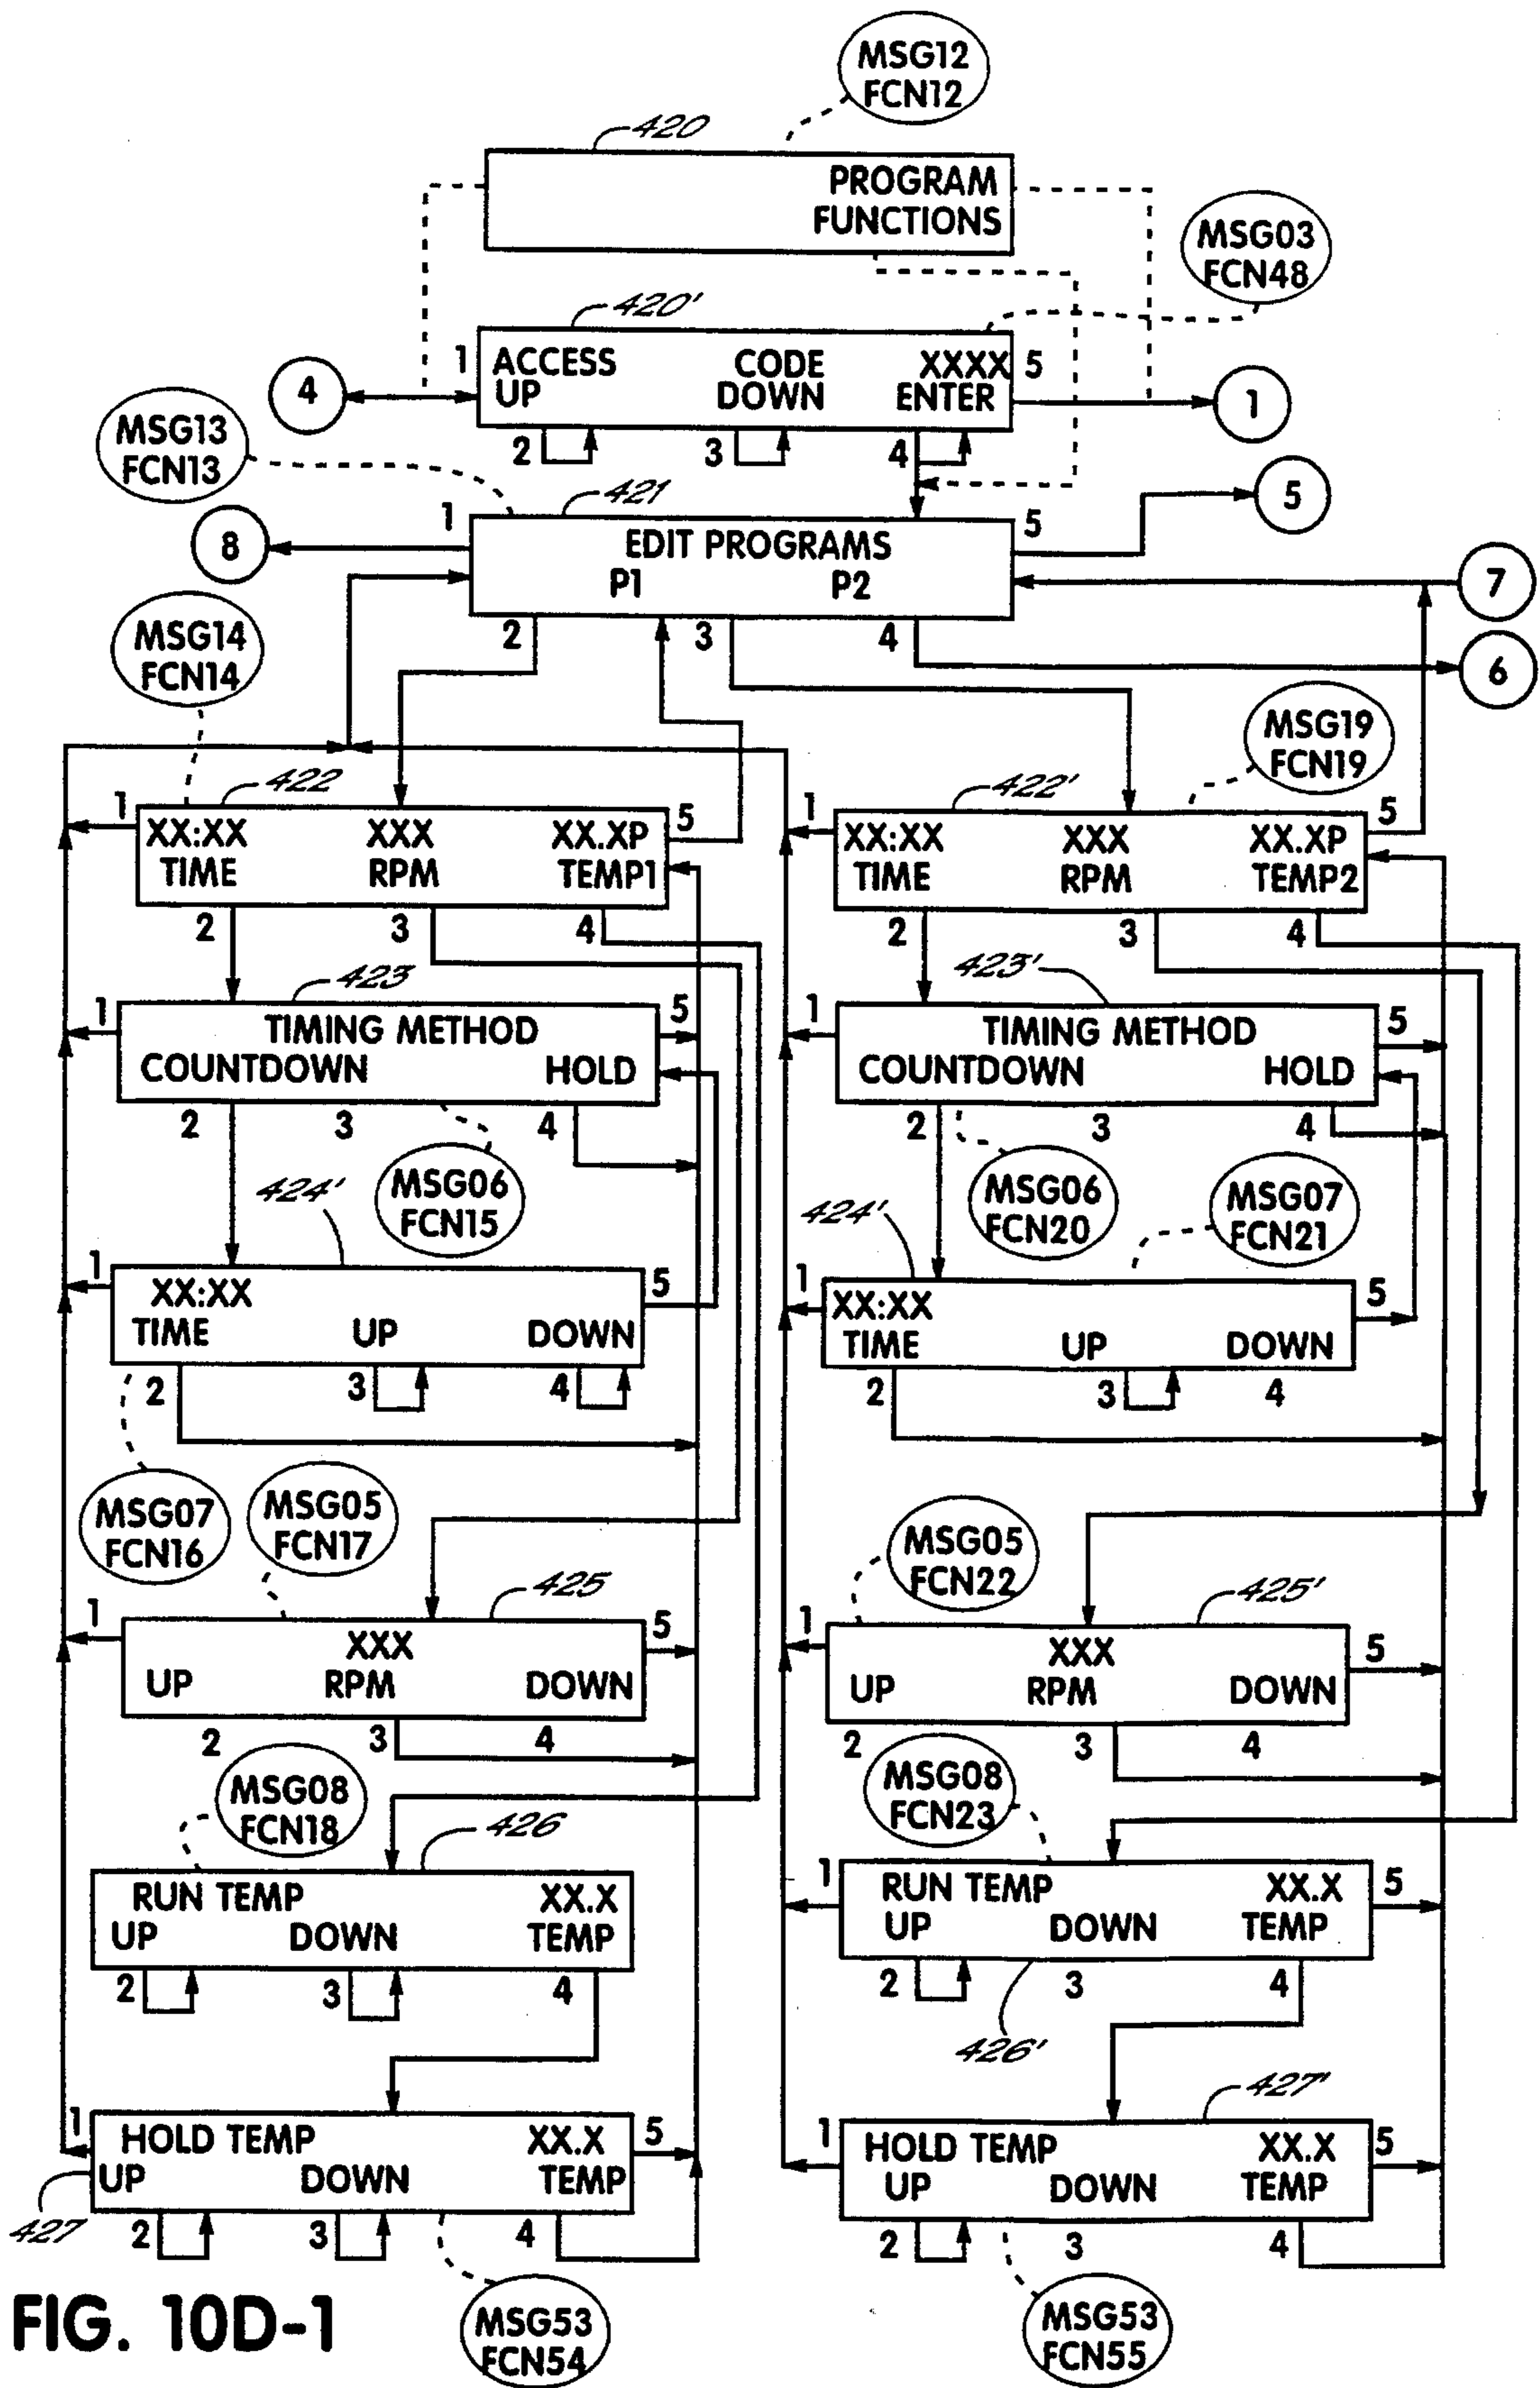 MSG12
FCN12
420
PROGRAM
FUNCTIONS
MSG03
FCN48
420'
1 ACCESS CODE XXXX 5
UP DOWN ENTER
4
1
2 3 4
MSG13
FCN13
421
5
1 5
8
EDIT PROGRAMS
P1 P2
7
2 3 4
6
MSG14
FCN14
MSG19
FCN19
422
422'
1 XX:XX XXX XX.XP 5
TIME RPM TEMP1
2 3 4
1 XX:XX XXX XX.XP 5
TIME RPM TEMP2
2 3 4
423
423'
1 TIMING METHOD 5
COUNTDOWN HOLD
2 3 4
1 TIMING METHOD 5
COUNTDOWN HOLD
2 3 4
MSG06
FCN15
MSG06
FCN20
MSG07
FCN21
424'
424'
1 XX:XX 5
TIME UP DOWN
2 3 4
1 XX:XX 5
TIME UP DOWN
2 3 4
MSG07
FCN16
MSG05
FCN17
MSG05
FCN22
425
425'
1 XXX 5
UP RPM DOWN
2 3 4
1 XXX 5
UP RPM DOWN
2 3 4
MSG08
FCN18
MSG08
FCN23
426
RUN TEMP XX.X
UP DOWN TEMP
2 3 4
1 RUN TEMP XX.X 5
UP DOWN TEMP
2 3 4
426'
427'
1 HOLD TEMP XX.X 5
UP DOWN TEMP
427
2 3 4
1 HOLD TEMP XX.X 5
UP DOWN TEMP
2 3 4
MSG53
FCN54
MSG53
FCN55
FIG. 10D-1